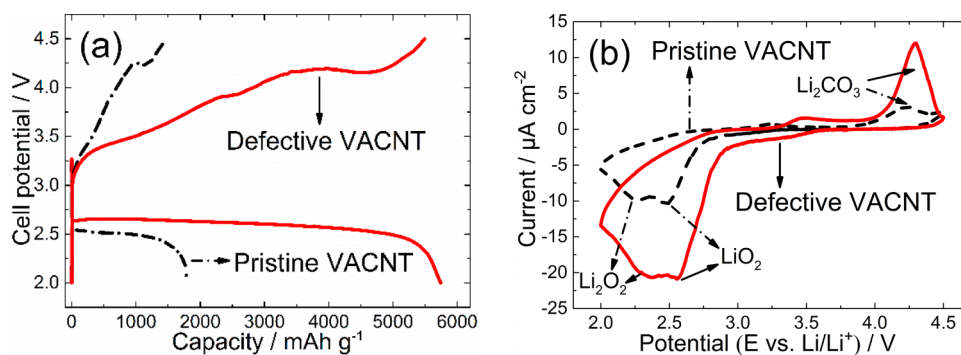 (a)
Cell potential / V
4.5
4.0
3.5
3.0
2.5
2.0
Defective VACNT
Pristine VACNT
0 1000 2000 3000 4000 5000 6000
Capacity / mAh g⁻¹
(b)
Current / μA cm⁻²
15
10
5
0
-5
-10
-15
-20
-25
Pristine VACNT
Li₂CO₃
Defective VACNT
LiO₂
Li₂O₂
2.0 2.5 3.0 3.5 4.0 4.5
Potential (E vs. Li/Li⁺) / V